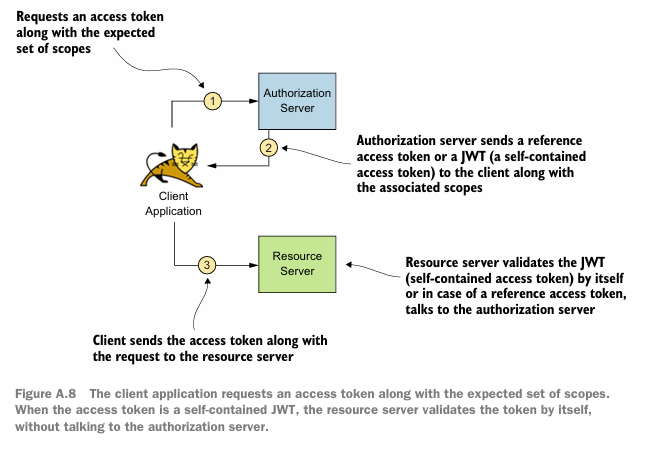 Requests an access token
along with the expected
set of scopes
1
Authorization
Server
2
Authorization server sends a reference
access token or a JWT (a self-contained
access token) to the client along with
the associated scopes
Client
Application
3
Resource
Server
Resource server validates the JWT
(self-contained access token) by itself
or in case of a reference access token,
talks to the authorization server
Client sends the access token along with
the request to the resource server
Figure A.8 The client application requests an access token along with the expected set of scopes.
When the access token is a self-contained JWT, the resource server validates the token by itself,
without talking to the authorization server.